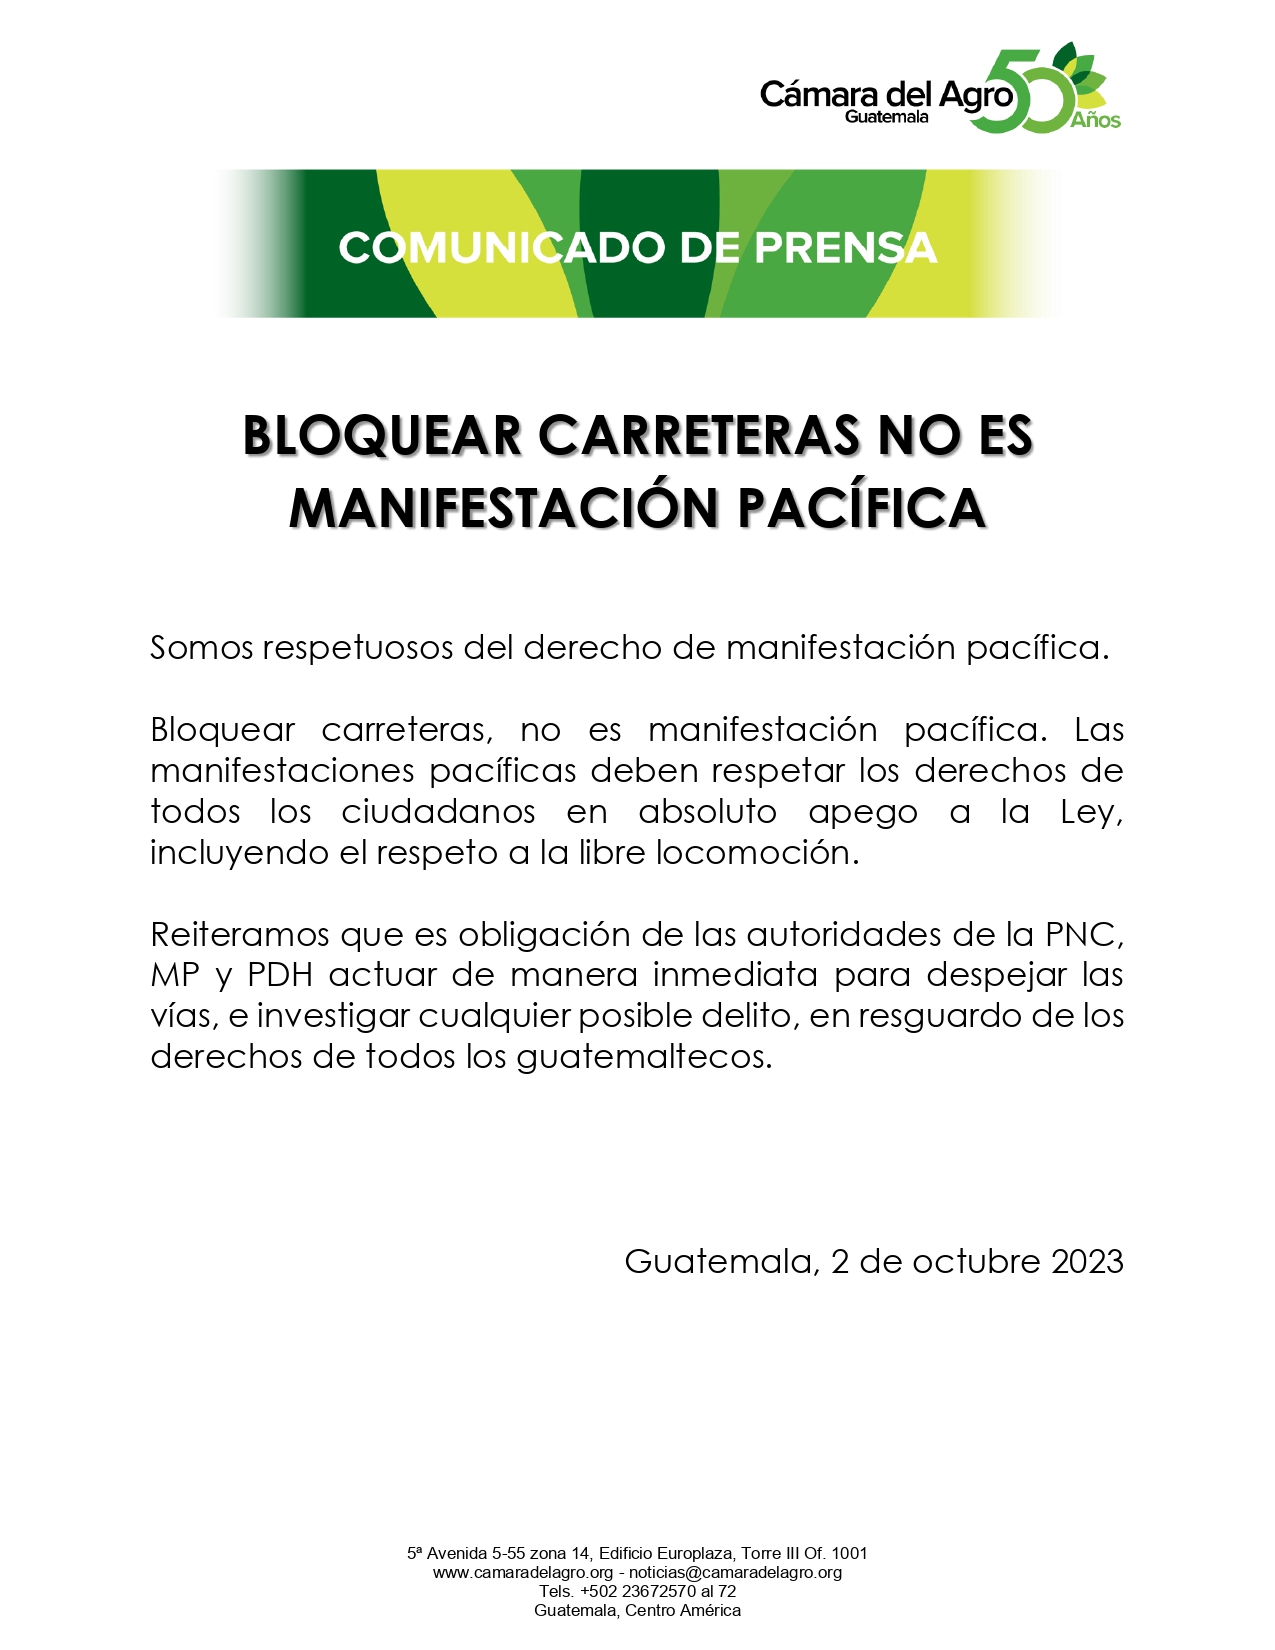 Cámara del Agro
Guatemala
50
Años
COMUNICADO DE PRENSA
BLOQUEAR CARRETERAS NO ES
MANIFESTACIÓN PACÍFICA
Somos respetuosos del derecho de manifestación pacífica.
Bloquear carreteras, no es manifestación pacífica. Las
manifestaciones pacíficas deben respetar los derechos de
todos los ciudadanos en absoluto apego a la Ley,
incluyendo el respeto a la libre locomoción.
Reiteramos que es obligación de las autoridades de la PNC,
MP y PDH actuar de manera inmediata para despejar las
vías, e investigar cualquier posible delito, en resguardo de los
derechos de todos los guatemaltecos.
Guatemala, 2 de octubre 2023
5ª Avenida 5-55 zona 14, Edificio Europlaza, Torre III Of. 1001
www.camaradelagro.org - noticias@camaradelagro.org
Tels. +502 23672570 al 72
Guatemala, Centro América